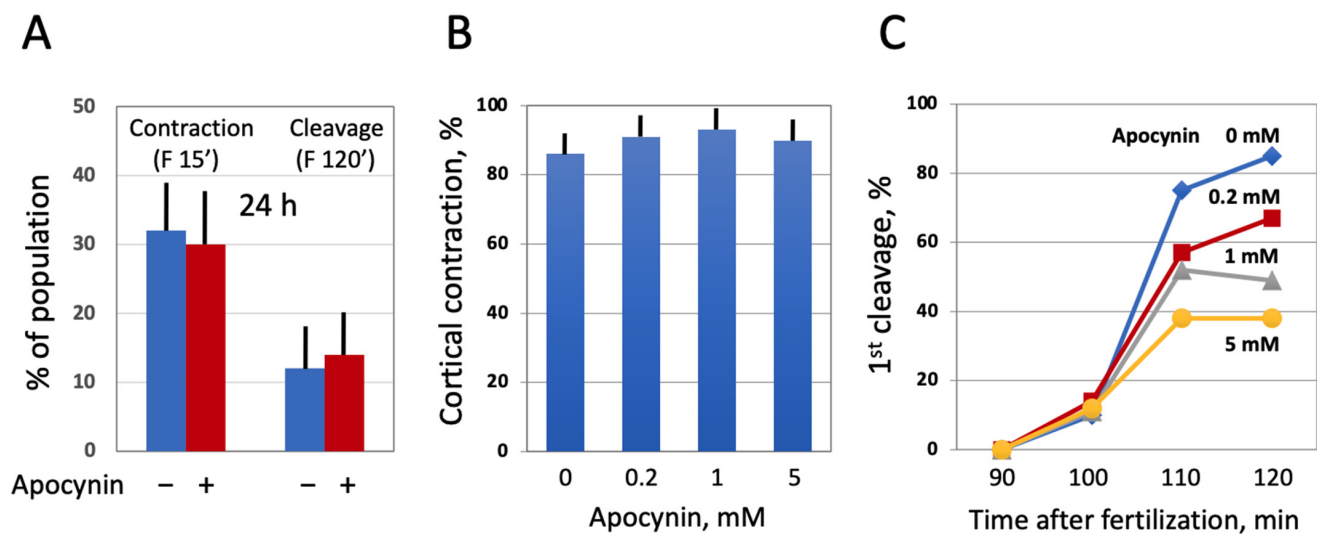 A
% of population
50
40
30
20
10
0
Contraction
(F 15’)
Cleavage
(F 120’)
24 h
Apocynin − + − +
B
Cortical contraction, %
100
80
60
40
20
0
0 0.2 1 5
Apocynin, mM
C
1st cleavage, %
100
80
60
40
20
0
Apocynin 0 mM
0.2 mM
1 mM
5 mM
90 100 110 120
Time after fertilization, min